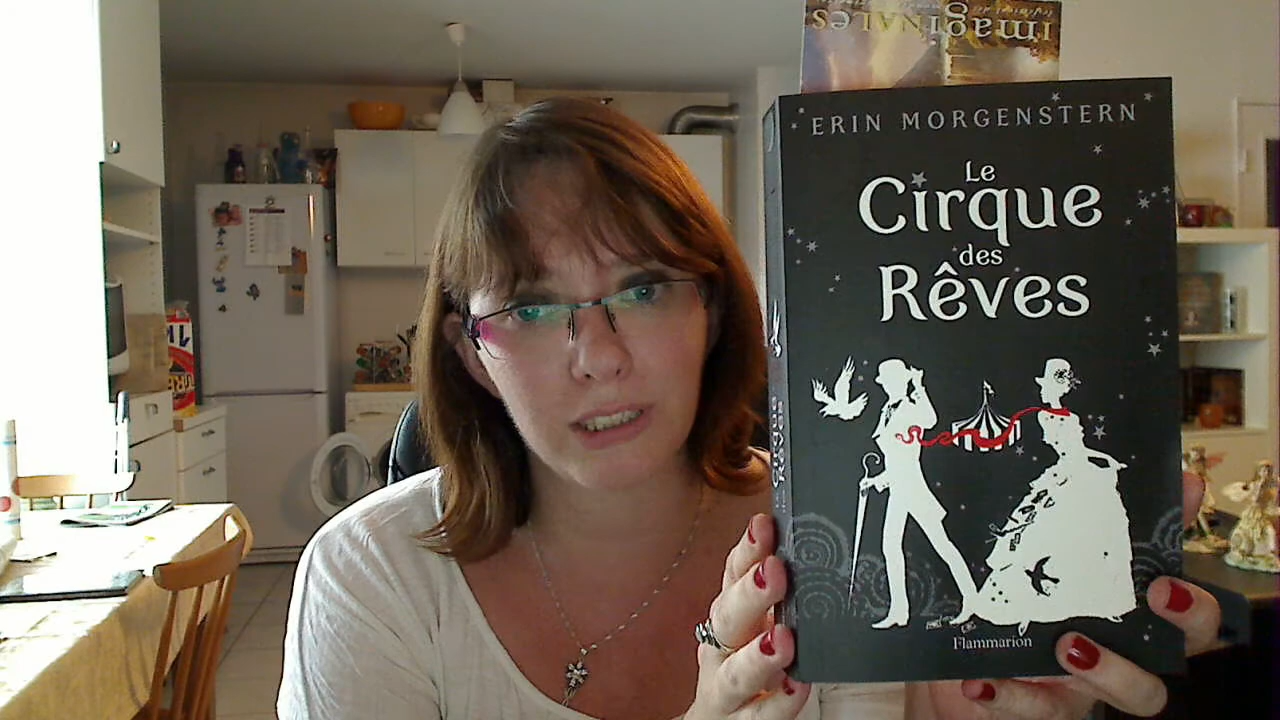 imaginales
ERIN MORGENSTERN
Le
Cirque
des
Rêves
Flammarion